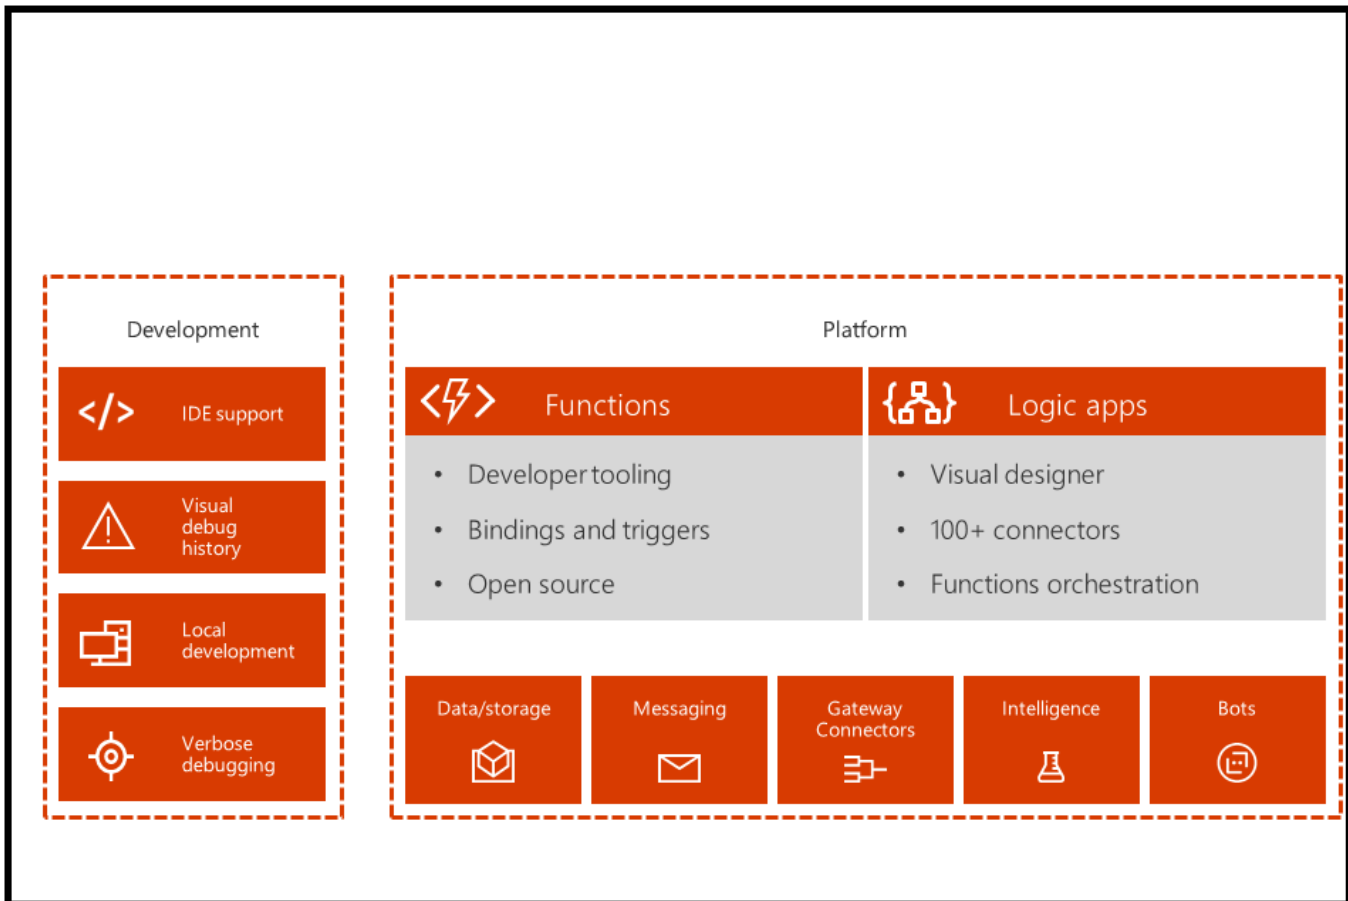 Development
IDE support
Visual
debug
history
Local
development
Verbose
debugging
Platform
Functions
• Developer tooling
• Bindings and triggers
• Open source
Logic apps
• Visual designer
• 100+ connectors
• Functions orchestration
Data/storage
Messaging
Gateway
Connectors
Intelligence
Bots